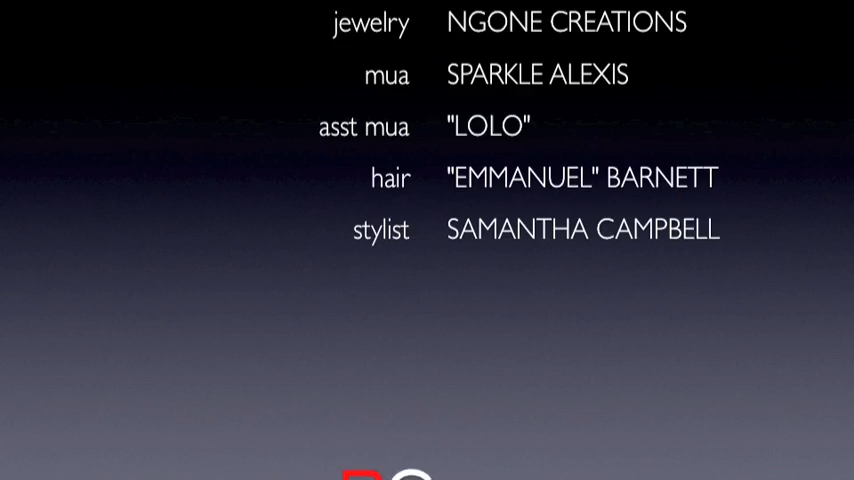 jewelry NGONE CREATIONS
mua SPARKLE ALEXIS
asst mua "LOLO"
hair "EMMANUEL" BARNETT
stylist SAMANTHA CAMPBELL